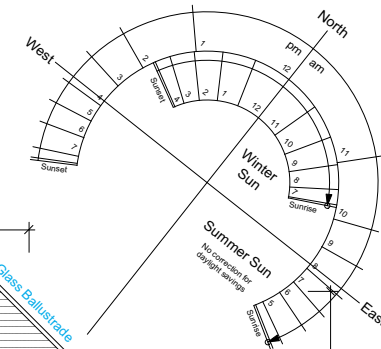 North
West
pm am
2
1
12
3
4
5
6
7
Sunset
Sunset
4
3
2
1
12
11
10
9
8
7
Sunrise
11
10
9
8
7
6
5
Sunrise
Winter
Sun
Summer Sun
No correction for
daylight savings
East
Glass Ballustrade